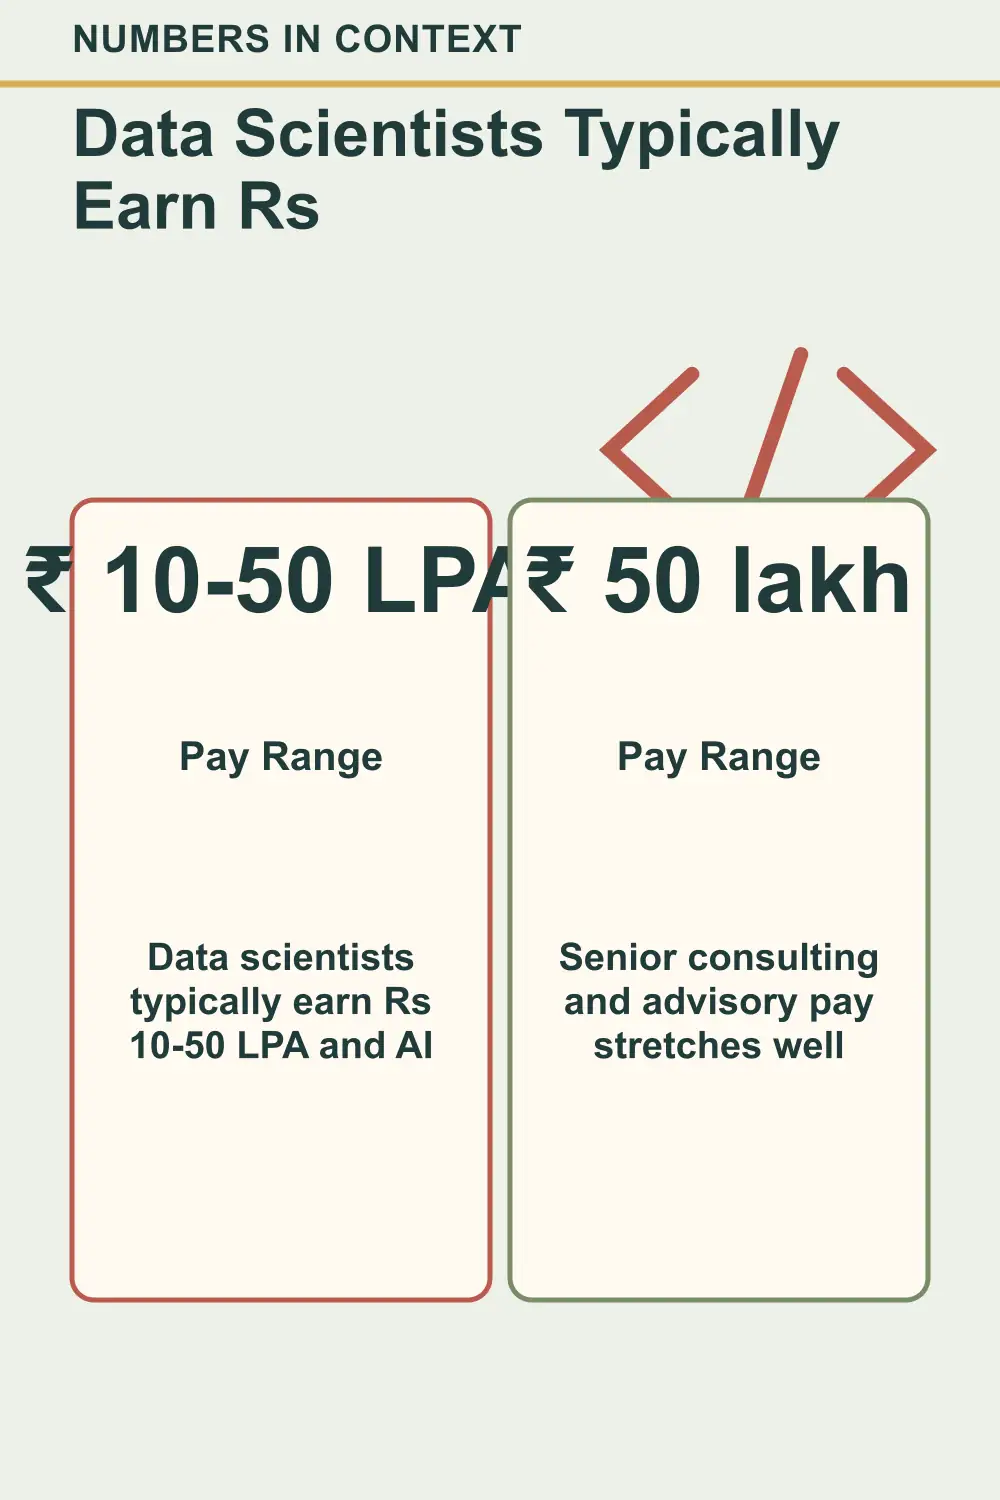 NUMBERS IN CONTEXT
Data Scientists Typically
Earn Rs
₹ 10-50 LPA
Pay Range
Data scientists
typically earn Rs
10-50 LPA and AI
₹ 50 lakh
Pay Range
Senior consulting
and advisory pay
stretches well